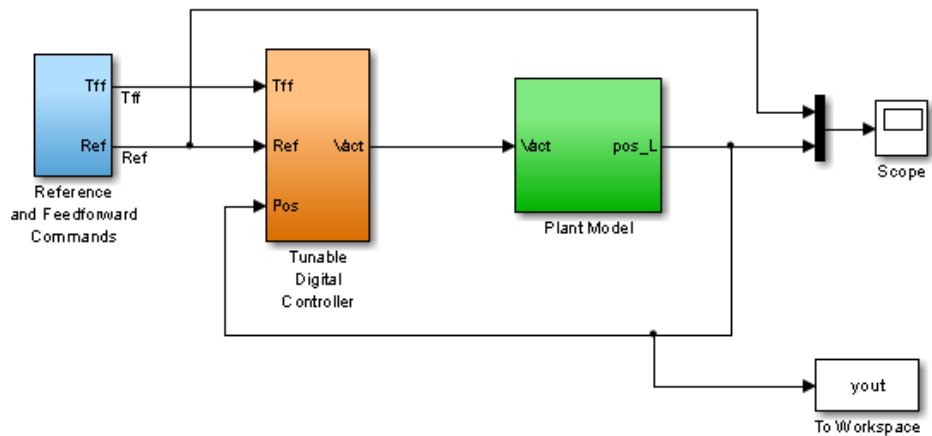 Tff
Tff
Ref
Ref
Reference
and Feedforward
Commands
Tff
Ref
Vact
Pos
Tunable
Digital
Controller
Vact
pos_L
Plant Model
Scope
yout
To Workspace